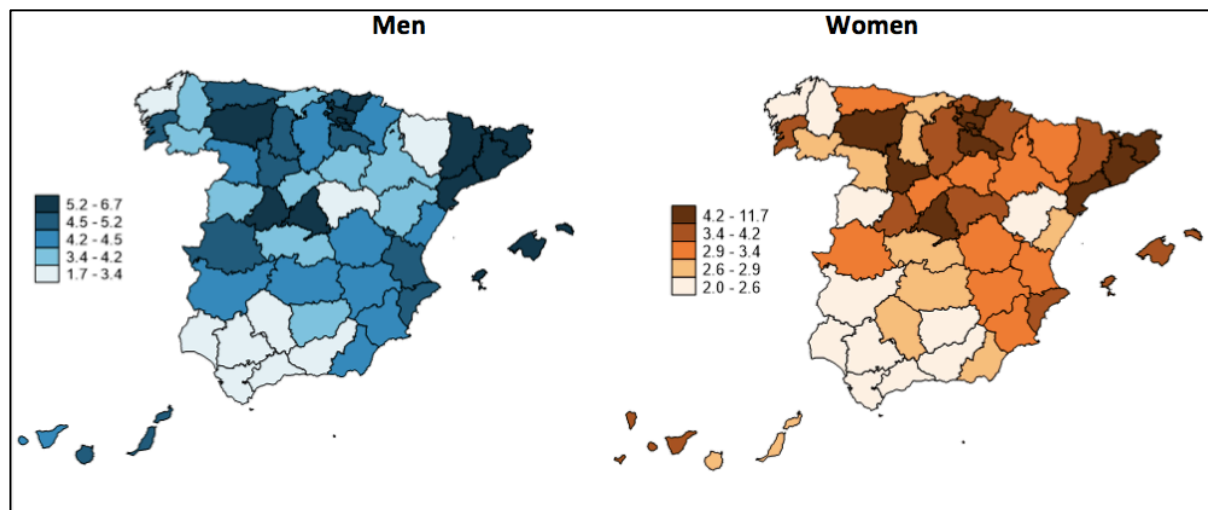 Men
Women
5.2 - 6.7
4.5 - 5.2
4.2 - 4.5
3.4 - 4.2
1.7 - 3.4
4.2 - 11.7
3.4 - 4.2
2.9 - 3.4
2.6 - 2.9
2.0 - 2.6